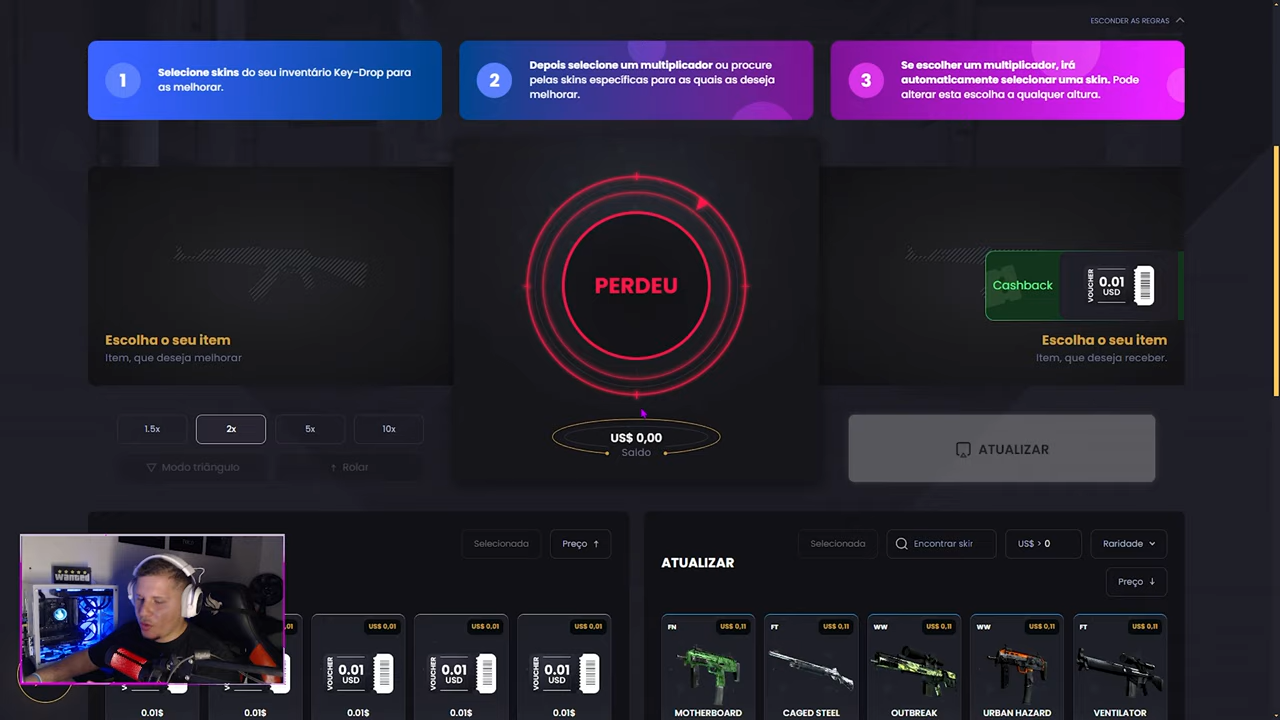 ESCONDER AS REGRAS
1
Selecione skins do seu inventário Key-Drop para
as melhorar.
2
Depois selecione um multiplicador ou procure
pelas skins específicas para as quais as deseja
melhorar.
3
Se escolher um multiplicador, irá
automaticamente selecionar uma skin. Pode
alterar esta escolha a qualquer altura.
PERDEU
Cashback
VOUCHER
0.01
USD
Escolha o seu item
Item, que deseja melhorar
Escolha o seu item
Item, que deseja receber.
1.5x
2x
5x
10x
Modo triângulo
Rolar
US$ 0,00
Saldo
ATUALIZAR
Selecionada
Preço
ATUALIZAR
Selecionada
Encontrar skir
US$ > 0
Raridade
Preço
Wanted
US$ 0,01
VOUCHER
0.01
USD
0.01$
US$ 0,01
VOUCHER
0.01
USD
0.01$
US$ 0,01
VOUCHER
0.01
USD
0.01$
0.01$
0.01$
FN
US$ 0,11
MOTHERBOARD
FT
US$ 0,11
CAGED STEEL
WW
US$ 0,11
OUTBREAK
WW
US$ 0,11
URBAN HAZARD
FT
US$ 0,11
VENTILATOR